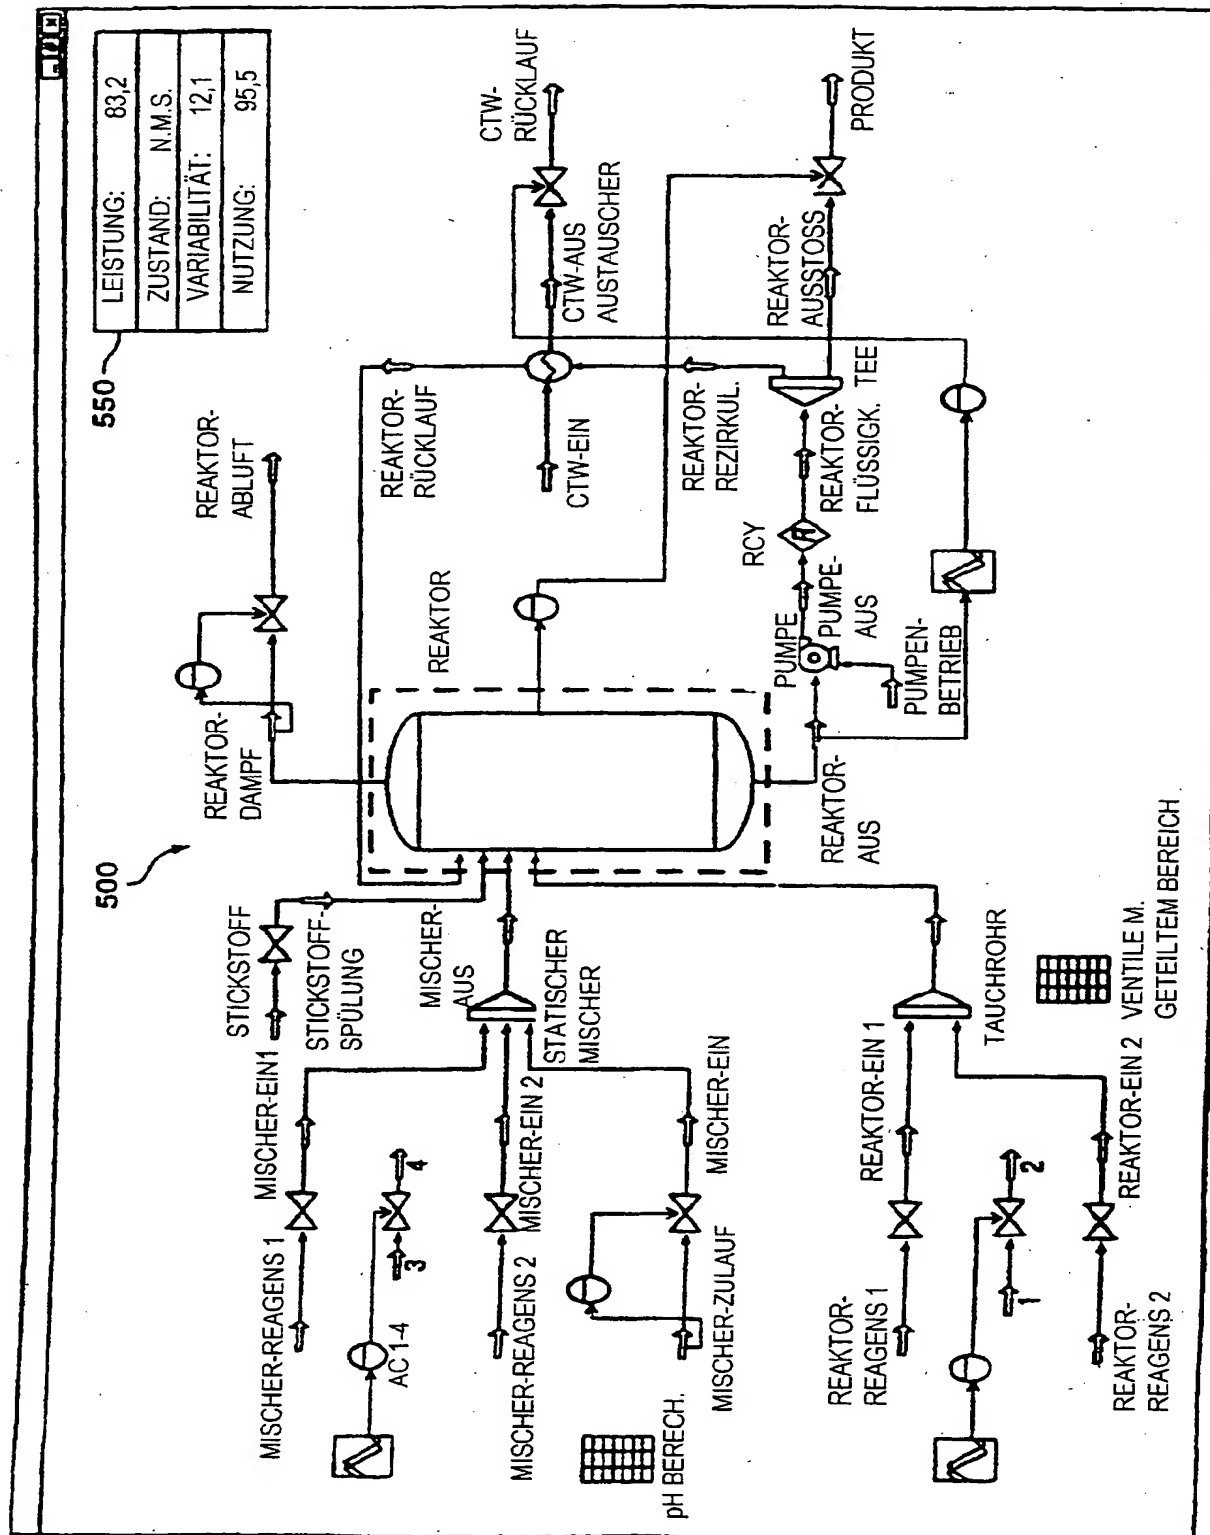 550
LEISTUNG: 83,2
ZUSTAND: N.M.S.
VARIABILITÄT: 12,1
NUTZUNG: 95,5
500
REAKTOR-
ABLUFT
REAKTOR-
DAMPF
STICKSTOFF
STICKSTOFF-
SPÜLUNG
MISCHER-EIN1
MISCHER-REAGENS 1
CTW-
RÜCKLAUF
CTW-AUS
AUSTAUSCHER
REAKTOR-
RÜCKLAUF
CTW-EIN
REAKTOR
MISCHER-
AUS
STATISCHER
MISCHER
3
4
AC 1-4
MISCHER-EIN 2
MISCHER-REAGENS 2
REAKTOR-
REZIRKUL.
REAKTOR-
AUSSTOSS
PRODUKT
TEE
REAKTOR-
FLÜSSIGK.
RCY
PUMPE
PUMPE-
AUS
PUMPEN-
BETRIEB
REAKTOR-
AUS
MISCHER-EIN
MISCHER-ZULAUF
pH BERECH.
REAKTOR-EIN 1
REAKTOR-
REAGENS 1
TAUCHROHR
1
2
REAKTOR-EIN 2
REAKTOR-
REAGENS 2
VENTILE M.
GETEILTEM BEREICH